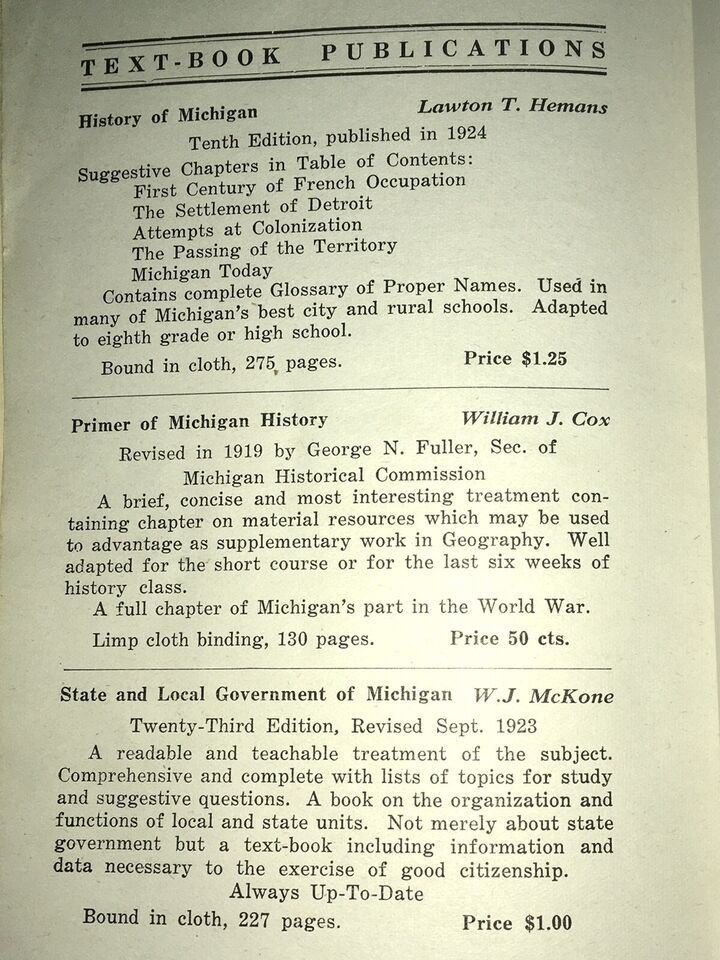 TEXT-BOOK PUBLICATIONS
History of Michigan Lawton T. Hemans
Tenth Edition, published in 1924
Suggestive Chapters in Table of Contents:
First Century of French Occupation
The Settlement of Detroit
Attempts at Colonization
The Passing of the Territory
Michigan Today
Contains complete Glossary of Proper Names. Used in
many of Michigan's best city and rural schools. Adapted
to eighth grade or high school.
Bound in cloth, 275 pages. Price $1.25
Primer of Michigan History William J. Cox
Revised in 1919 by George N. Fuller, Sec. of
Michigan Historical Commission
A brief, concise and most interesting treatment con-
taining chapter on material resources which may be used
to advantage as supplementary work in Geography. Well
adapted for the short course or for the last six weeks of
history class.
A full chapter of Michigan's part in the World War.
Limp cloth binding, 130 pages. Price 50 cts.
State and Local Government of Michigan W.J. McKone
Twenty-Third Edition, Revised Sept. 1923
A readable and teachable treatment of the subject.
Comprehensive and complete with lists of topics for study
and suggestive questions. A book on the organization and
functions of local and state units. Not merely about state
government but a text-book including information and
data necessary to the exercise of good citizenship.
Always Up-To-Date
Bound in cloth, 227 pages. Price $1.00